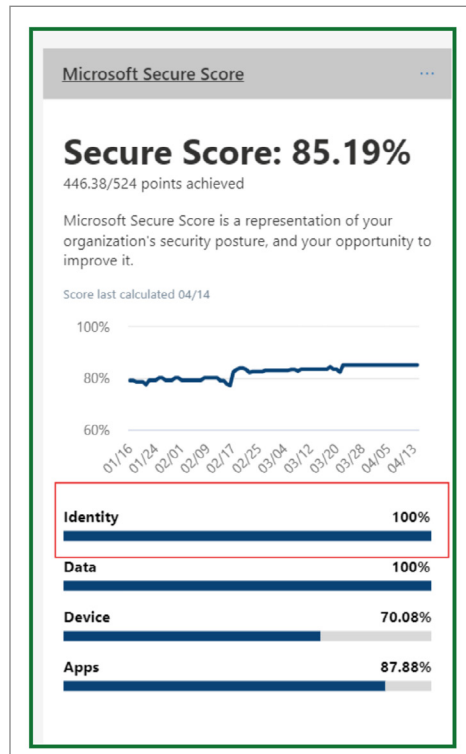 Microsoft Secure Score
...
Secure Score: 85.19%
446.38/524 points achieved
Microsoft Secure Score is a representation of your
organization's security posture, and your opportunity to
improve it.
Score last calculated 04/14
100%
80%
60%
01/16 01/24 02/01 02/09 02/17 02/25 03/04 03/12 03/20 03/28 04/05 04/13
Identity 100%
Data 100%
Device 70.08%
Apps 87.88%